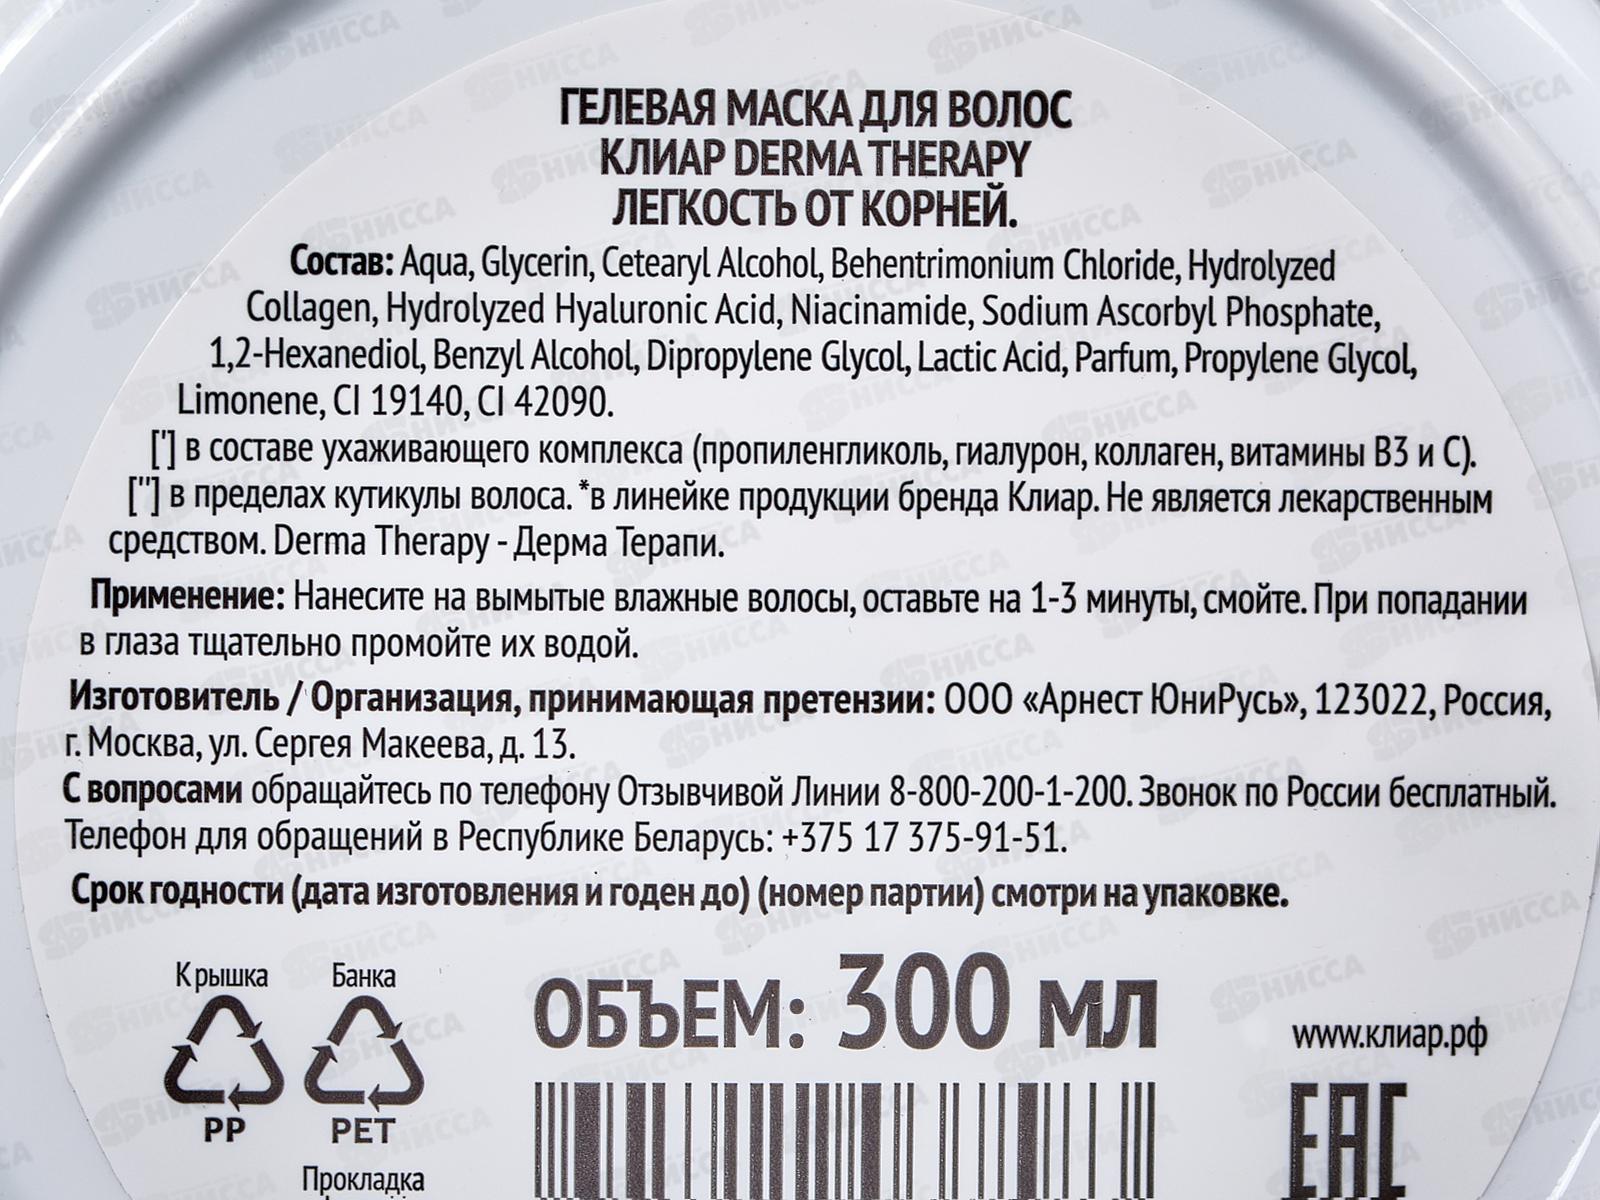 ГЕЛЕВАЯ МАСКА ДЛЯ ВОЛОС
КЛИАР DERMA THERAPY
ЛЕГКОСТЬ ОТ КОРНЕЙ.
Состав: Aqua, Glycerin, Cetearyl Alcohol, Behentrimonium Chloride, Hydrolyzed
Collagen, Hydrolyzed Hyaluronic Acid, Niacinamide, Sodium Ascorbyl Phosphate,
1,2-Hexanediol, Benzyl Alcohol, Dipropylene Glycol, Lactic Acid, Parfum, Propylene Glycol,
Limonene, CI 19140, CI 42090.
['] в составе ухаживающего комплекса (пропиленгликоль, гиалурон, коллаген, витамины В3 и С).
[''] в пределах кутикулы волоса. *в линейке продукции бренда Клиар. Не является лекарственным
средством. Derma Therapy - Дерма Терапи.
Применение: Нанесите на вымытые влажные волосы, оставьте на 1-3 минуты, смойте. При попадании
в глаза тщательно промойте их водой.
Изготовитель / Организация, принимающая претензии: ООО «Арнест ЮниРусь», 123022, Россия,
г. Москва, ул. Сергея Макеева, д. 13.
С вопросами обращайтесь по телефону Отзывчивой Линии 8-800-200-1-200. Звонок по России бесплатный.
Телефон для обращений в Республике Беларусь: +375 17 375-91-51.
Срок годности (дата изготовления и годен до) (номер партии) смотри на упаковке.
Крышка Банка
PP PET
Прокладка
ОБЪЕМ: 300 мл
www.клиар.рф
EAC
НИССА